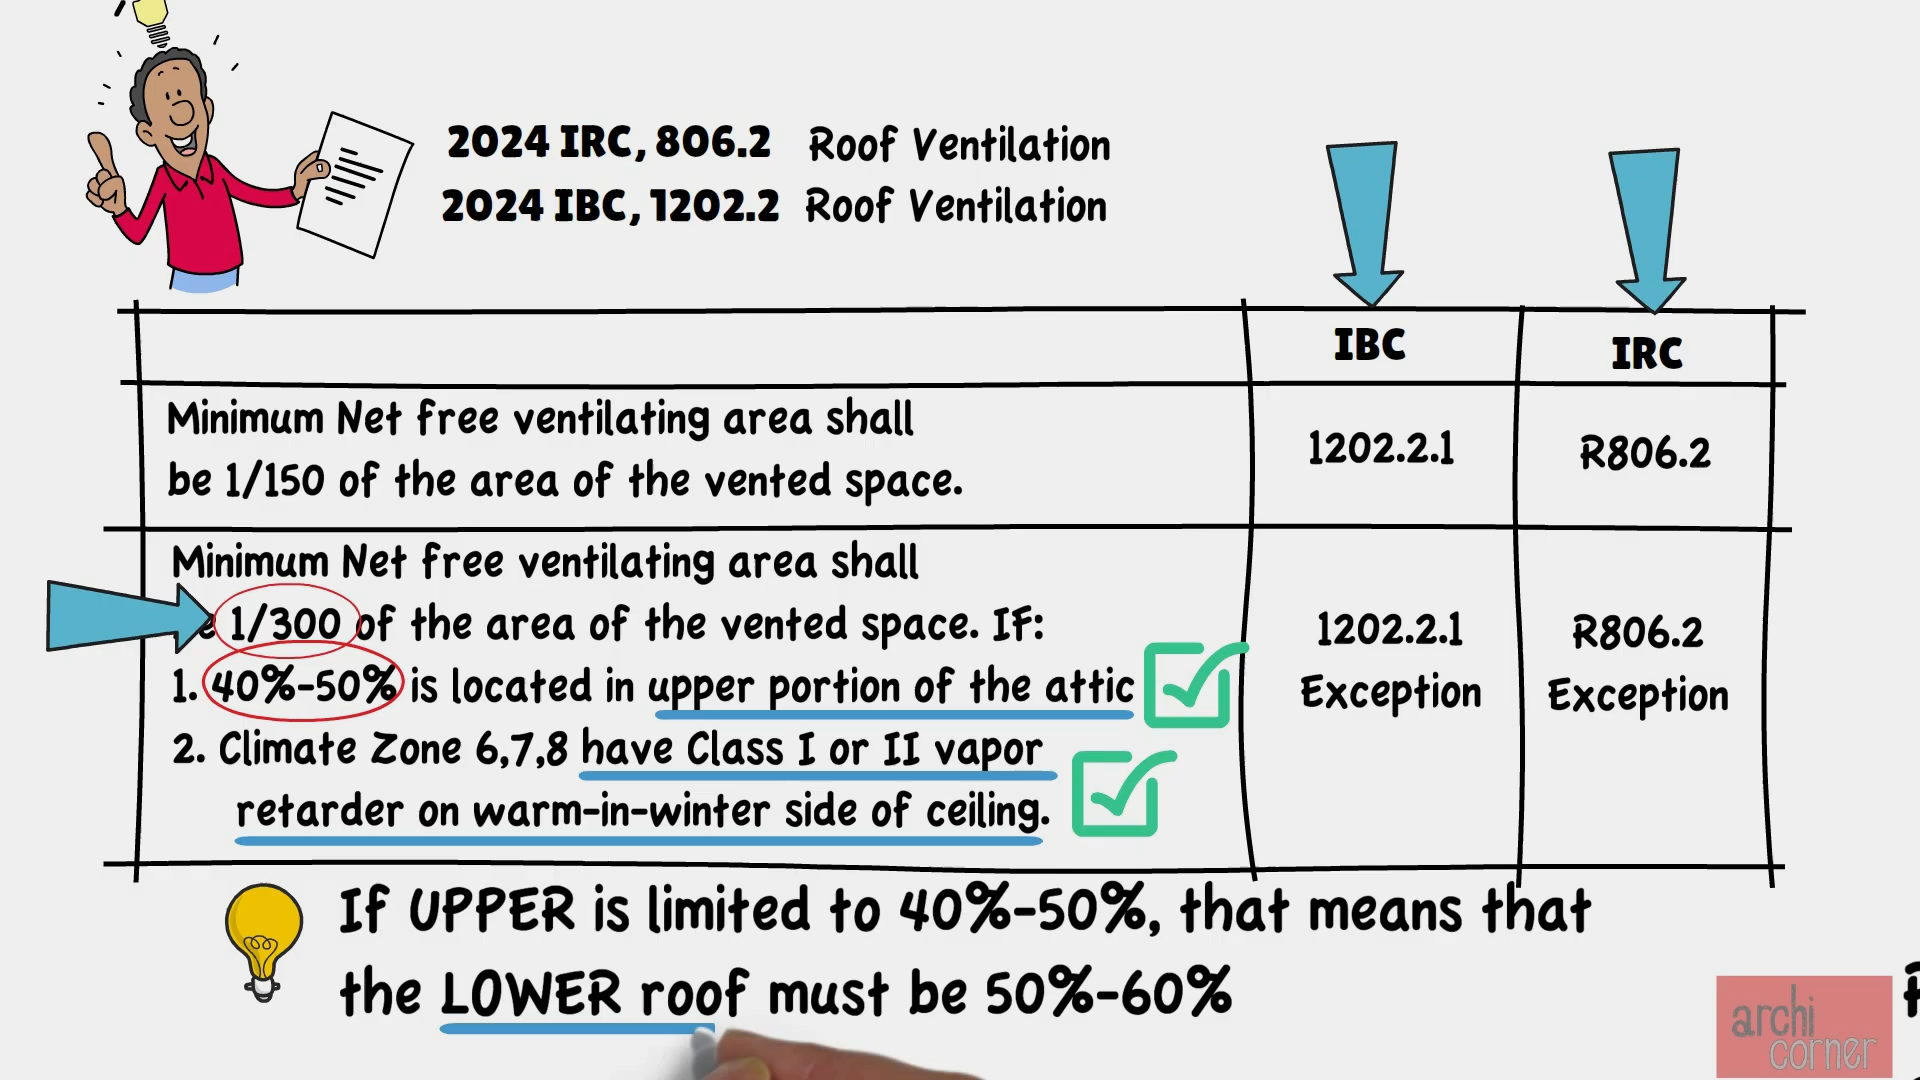 2024 IRC, 806.2 Roof Ventilation
2024 IBC, 1202.2 Roof Ventilation
IBC
IRC
Minimum Net free ventilating area shall
be 1/150 of the area of the vented space.
1202.2.1
R806.2
Minimum Net free ventilating area shall
1/300 of the area of the vented space. IF:
1. 40%-50% is located in upper portion of the attic
2. Climate Zone 6,7,8 have Class I or II vapor
retarder on warm-in-winter side of ceiling.
1202.2.1
Exception
R806.2
Exception
If UPPER is limited to 40%-50%, that means that
the LOWER roof must be 50%-60%
archi
corner